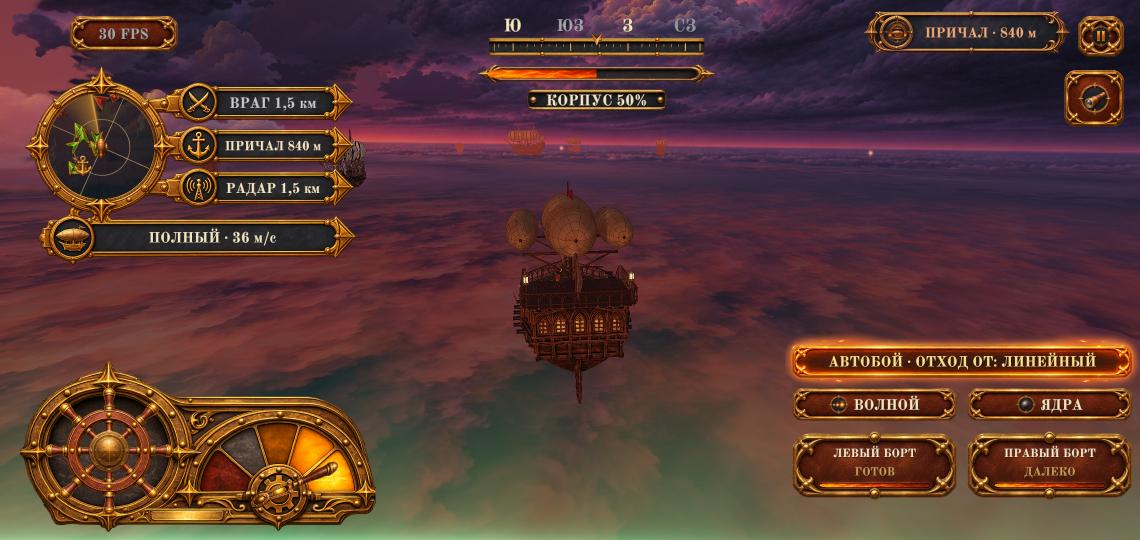 30 FPS
Ю ЮЗ З СЗ
ПРИЧАЛ · 840 м
КОРПУС 50%
ВРАГ 1,5 км
ПРИЧАЛ 840 м
РАДАР 1,5 км
ПОЛНЫЙ · 36 м/с
АВТОБОЙ · ОТХОД ОТ: ЛИНЕЙНЫЙ
ВОЛНОЙ
ЯДРА
ЛЕВЫЙ БОРТ
ГОТОВ
ПРАВЫЙ БОРТ
ДАЛЕКО